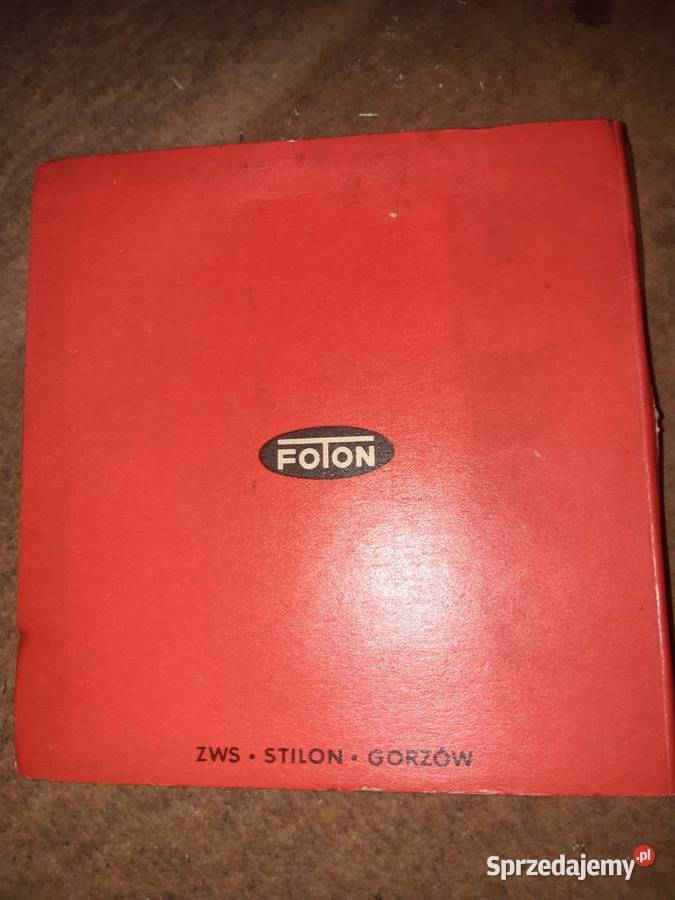 FOTON
ZWS • STILON • GORZÓW
Sprzedajemy.pl